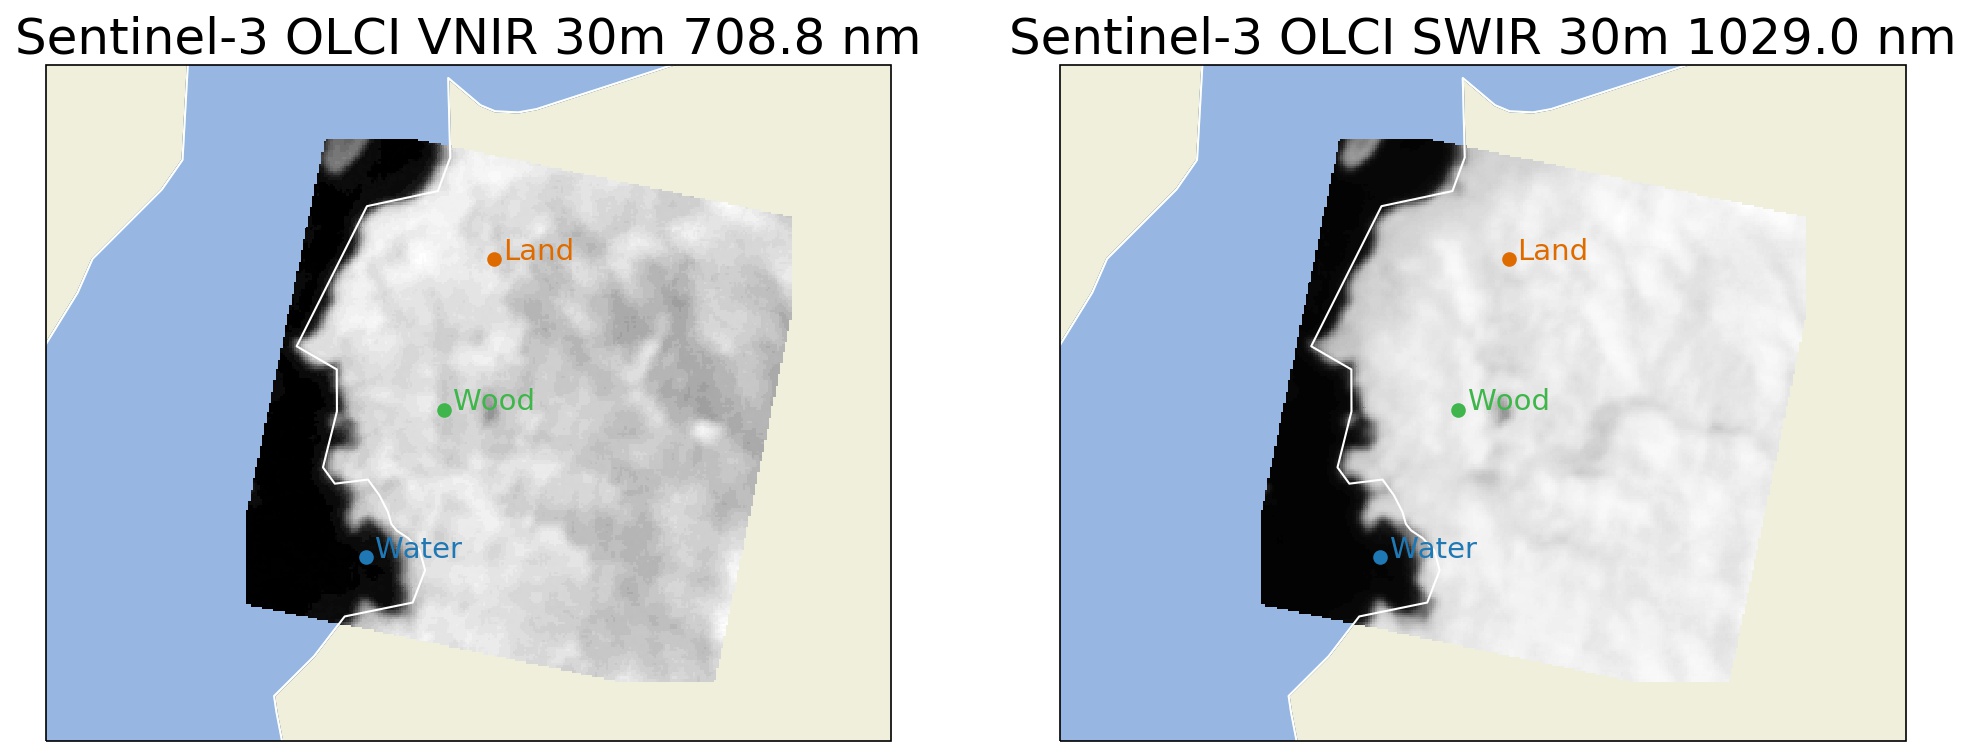 Sentinel-3 OLCI VNIR 30m 708.8 nm
Sentinel-3 OLCI SWIR 30m 1029.0 nm
Land
Wood
Water
Land
Wood
Water